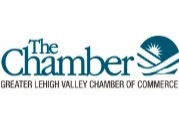 The
Chamber
GREATER LEHIGH VALLEY CHAMBER OF COMMERCE